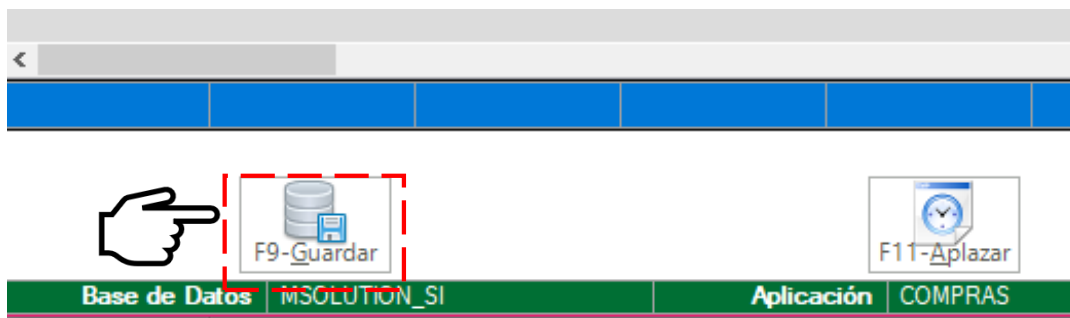 F9-Guardar
F11-Aplazar
Base de Datos MSOLUTION_SI Aplicación COMPRAS